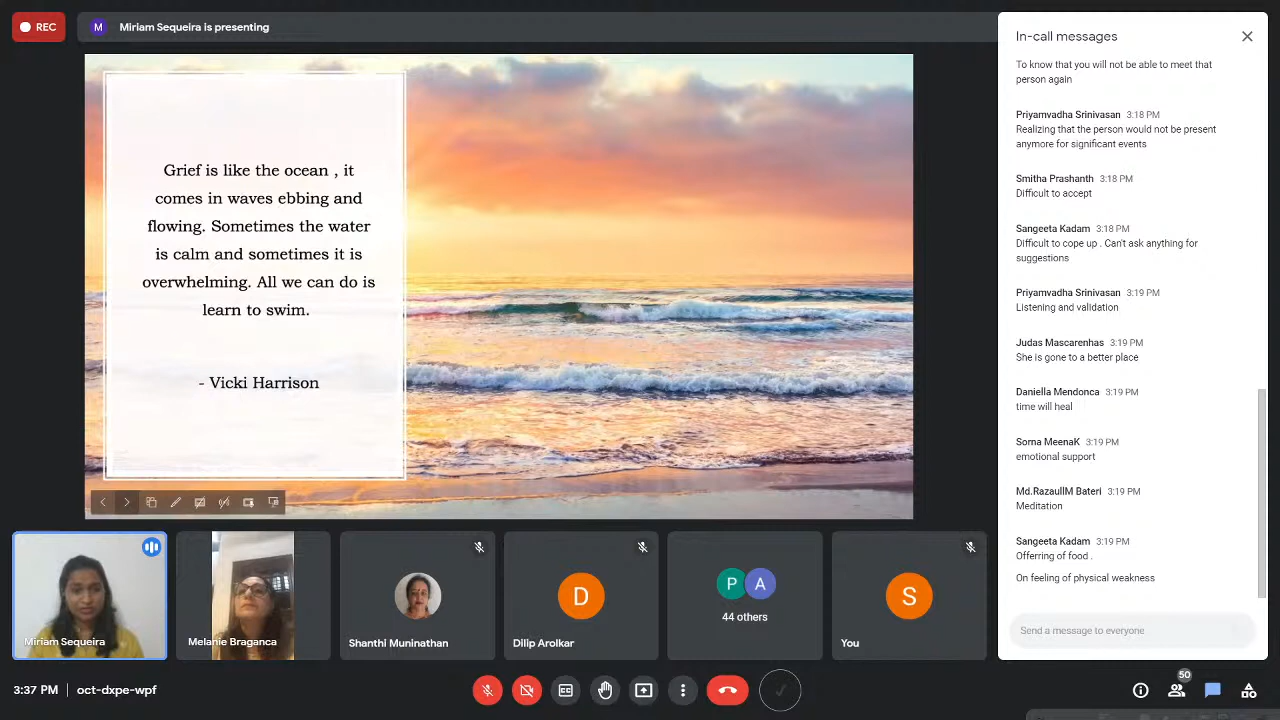 REC
M
Miriam Sequeira is presenting
Grief is like the ocean , it
comes in waves ebbing and
flowing. Sometimes the water
is calm and sometimes it is
overwhelming. All we can do is
learn to swim.
- Vicki Harrison
In-call messages
To know that you will not be able to meet that
person again
Priyamvadha Srinivasan 3:18 PM
Realizing that the person would not be present
anymore for significant events
Smitha Prashanth 3:18 PM
Difficult to accept
Sangeeta Kadam 3:18 PM
Difficult to cope up . Can't ask anything for
suggestions
Priyamvadha Srinivasan 3:19 PM
Listening and validation
Judas Mascarenhas 3:19 PM
She is gone to a better place
Daniella Mendonca 3:19 PM
time will heal
Sorna MeenaK 3:19 PM
emotional support
Md.RazaullM Bateri 3:19 PM
Meditation
Sangeeta Kadam 3:19 PM
Offerring of food .
On feeling of physical weakness
Send a message to everyone
Miriam Sequeira
Melanie Braganca
Shanthi Muninathan
D
Dilip Arolkar
P A
44 others
S
You
3:37 PM | oct-dxpe-wpf
CC
50